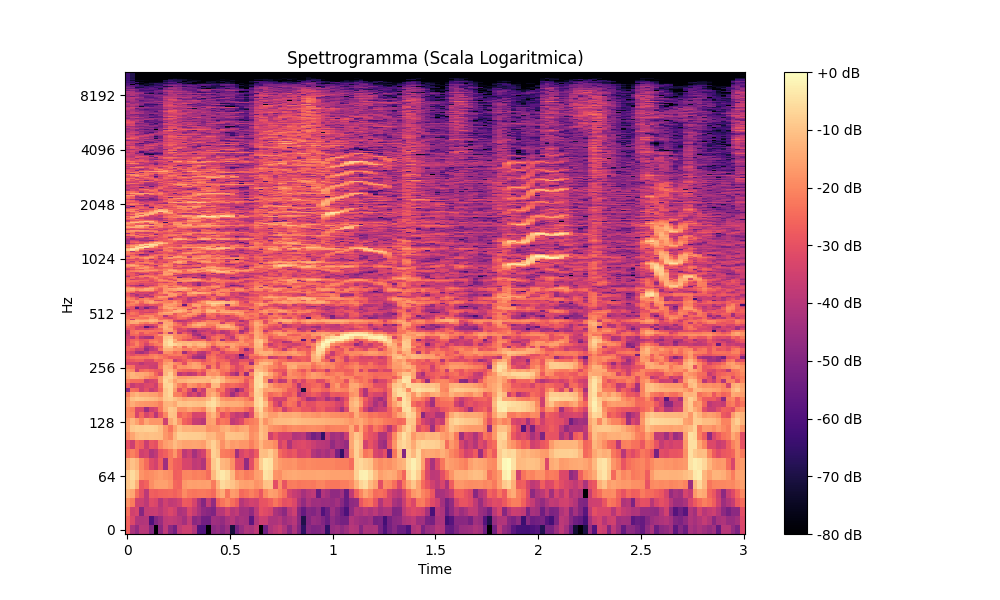 Spettrogramma (Scala Logaritmica)
8192
4096
2048
1024
512
256
128
64
0
Hz
0
0.5
1
1.5
2
2.5
3
Time
+0 dB
-10 dB
-20 dB
-30 dB
-40 dB
-50 dB
-60 dB
-70 dB
-80 dB